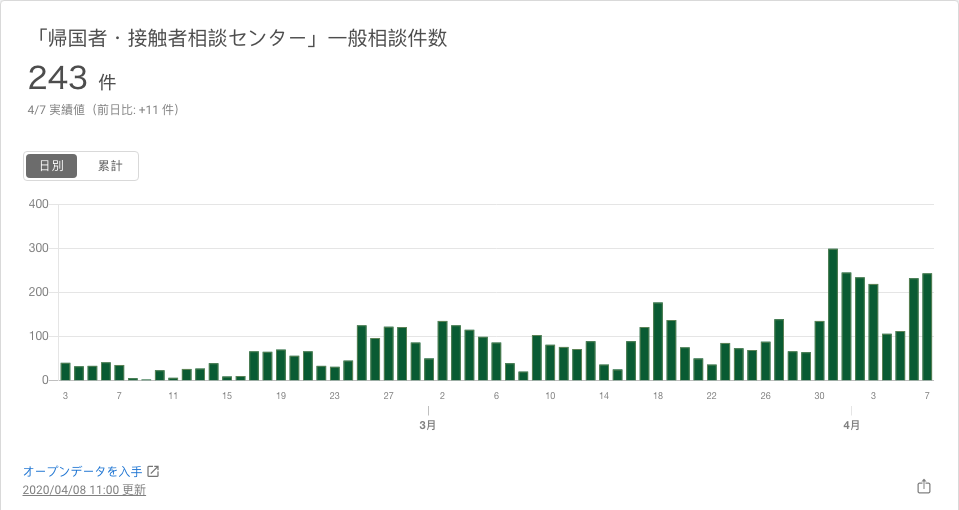 「帰国者・接触者相談センター」一般相談件数
243 件
4/7 実績値（前日比: +11 件）
日別 累計
400
300
200
100
0
3 7 11 15 19 23 27 2 6 10 14 18 22 26 30 3 7
3月 4月
オープンデータを入手
2020/04/08 11:00 更新